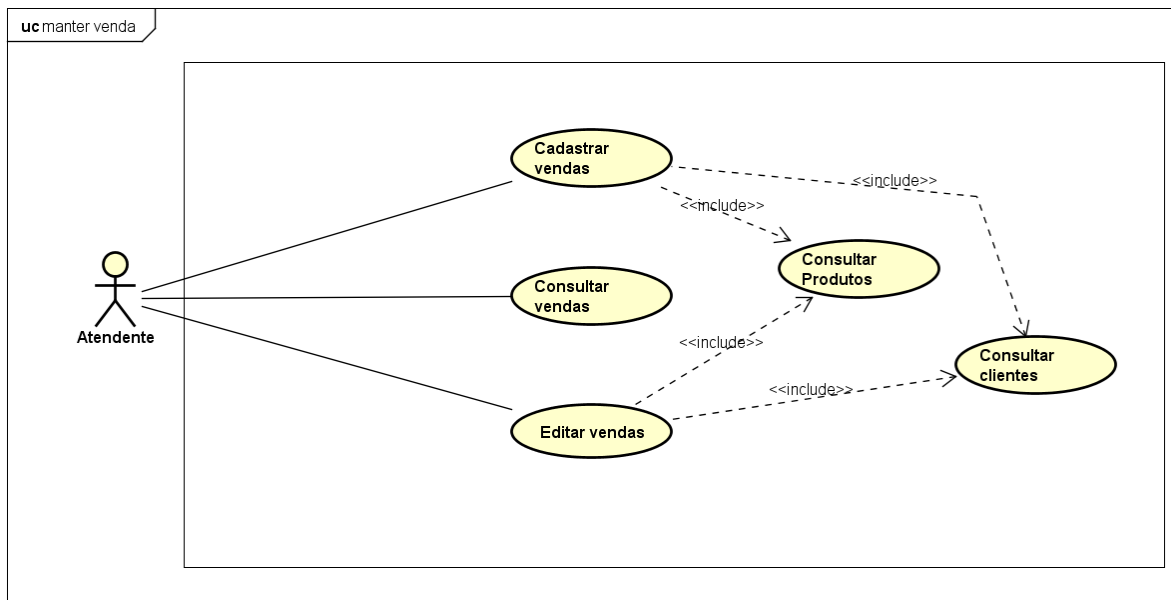 uc manter venda
Cadastrar
vendas
<<include>>
<<include>>
Consultar
Produtos
Consultar
vendas
Atendente
<<include>>
Consultar
clientes
<<include>>
Editar vendas